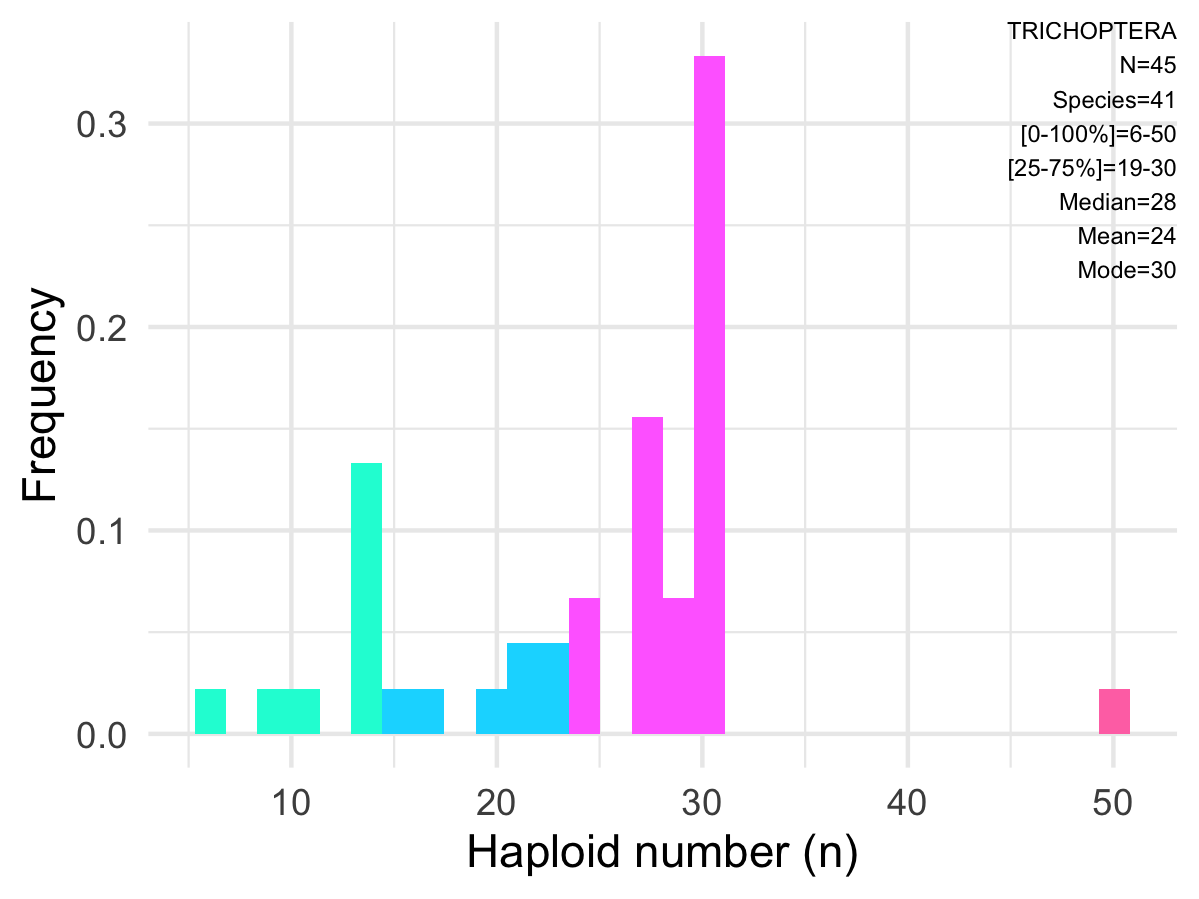 TRICHOPTERA
N=45
Species=41
[0-100%]=6-50
[25-75%]=19-30
Median=28
Mean=24
Mode=30
Frequency
0.3
0.2
0.1
0.0
10 20 30 40 50
Haploid number (n)